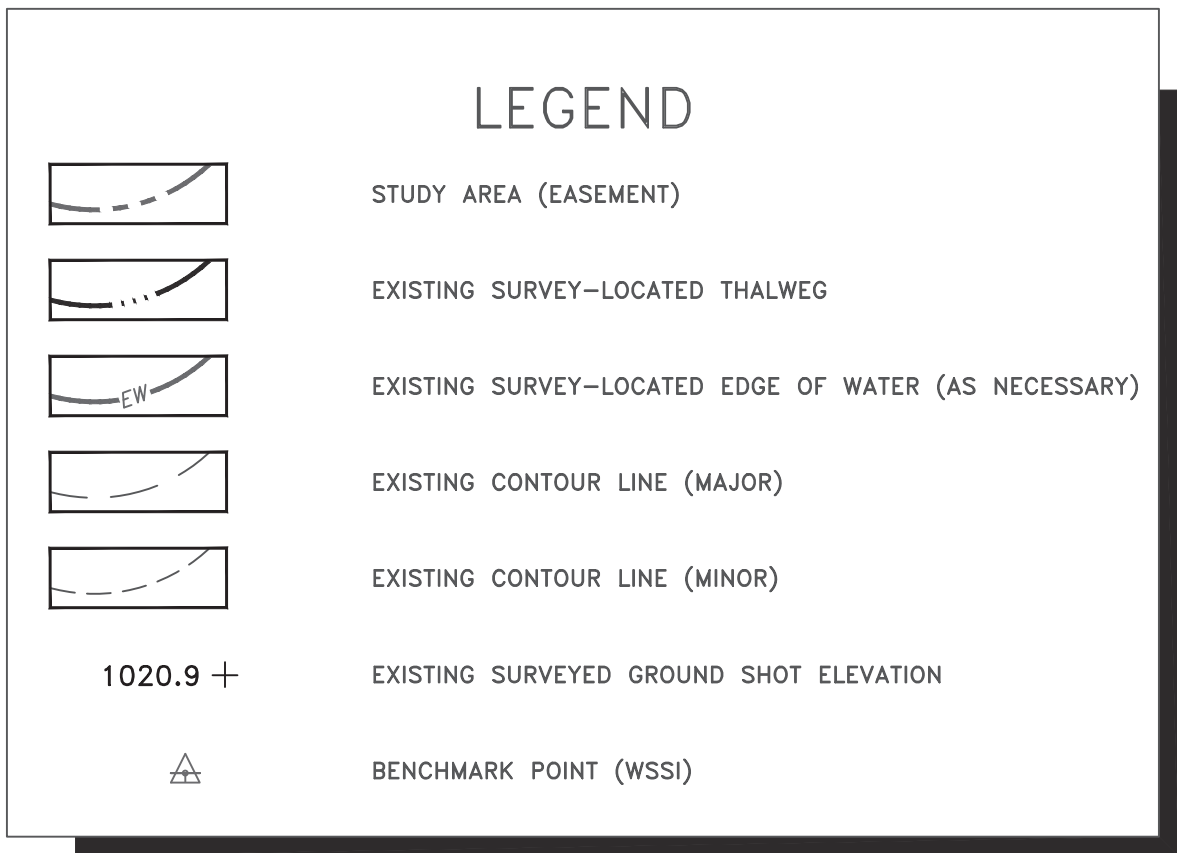 LEGEND
STUDY AREA (EASEMENT)
EXISTING SURVEY-LOCATED THALWEG
EW EXISTING SURVEY-LOCATED EDGE OF WATER (AS NECESSARY)
EXISTING CONTOUR LINE (MAJOR)
EXISTING CONTOUR LINE (MINOR)
1020.9 + EXISTING SURVEYED GROUND SHOT ELEVATION
BENCHMARK POINT (WSSI)